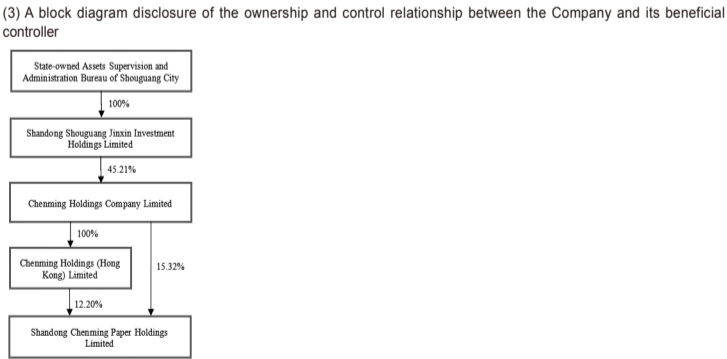 (3) A block diagram disclosure of the ownership and control relationship between the Company and its beneficial
controller
State-owned Assets Supervision and
Administration Bureau of Shouguang City
100%
Shandong Shouguang Jinxin Investment
Holdings Limited
45.21%
Chenming Holdings Company Limited
100%
Chenming Holdings (Hong
Kong) Limited
15.32%
12.20%
Shandong Chenming Paper Holdings
Limited